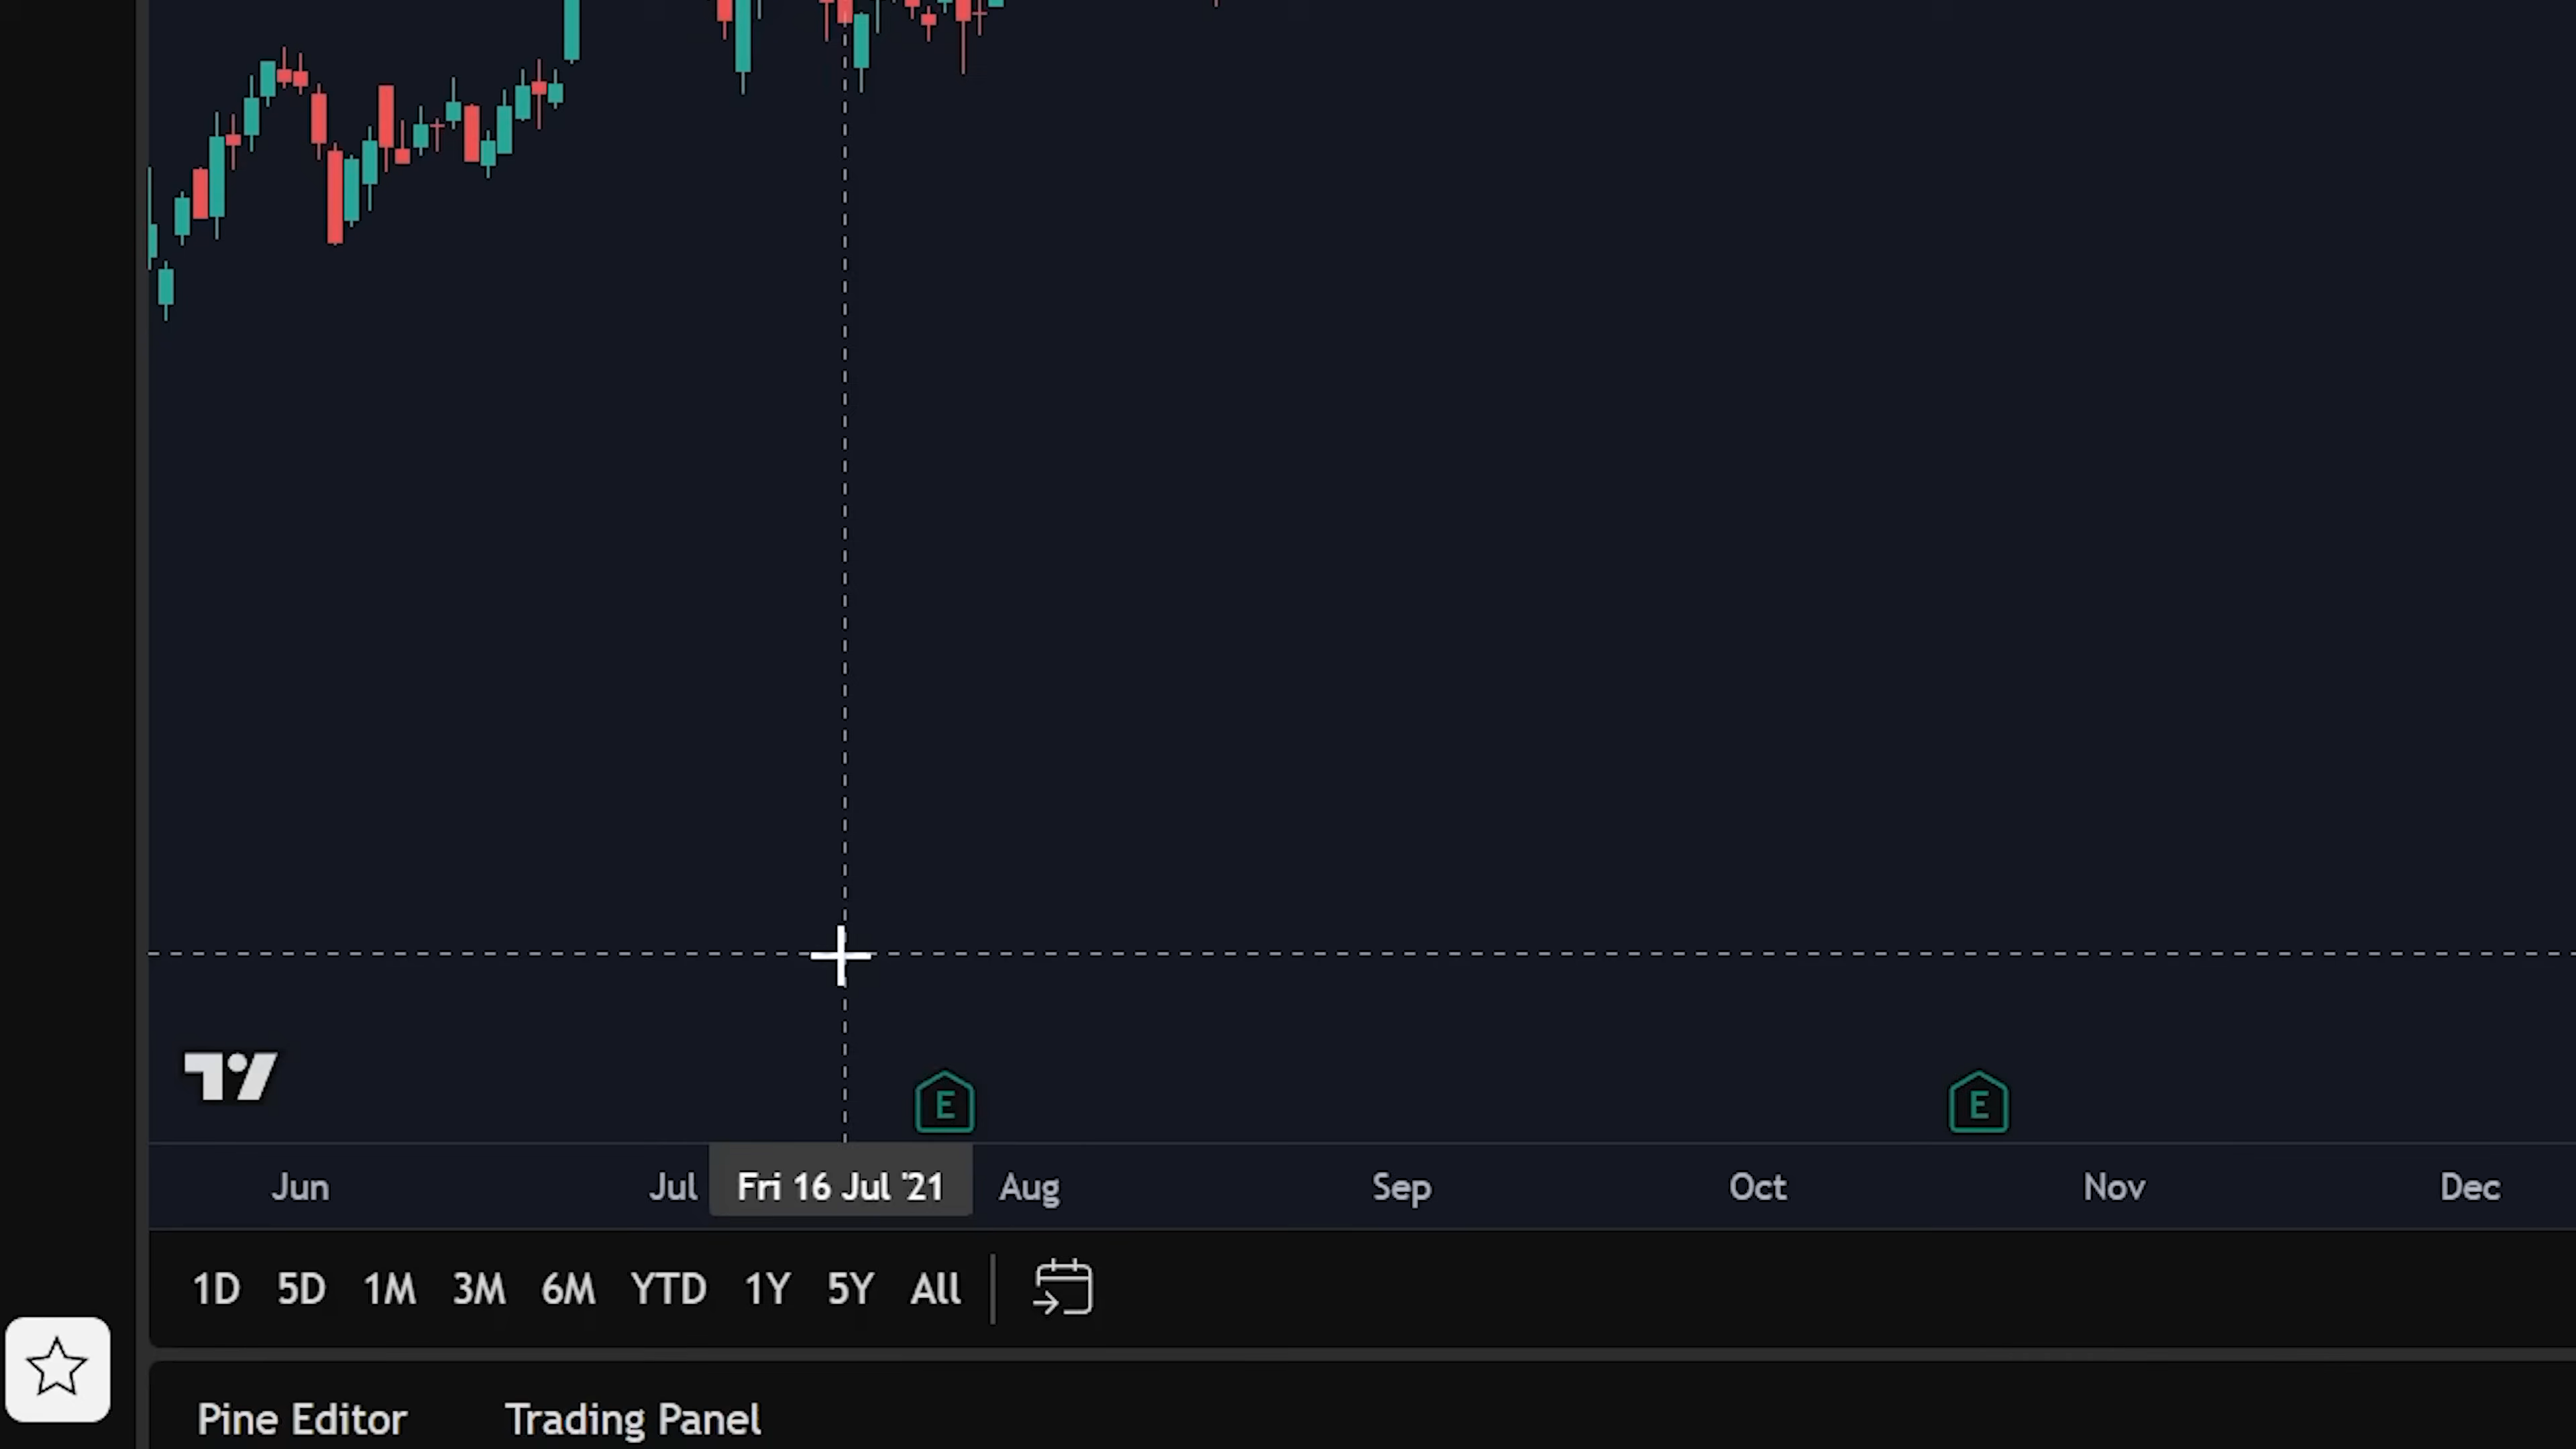 E E
Jun Jul Fri 16 Jul '21 Aug Sep Oct Nov Dec
1D 5D 1M 3M 6M YTD 1Y 5Y All
Pine Editor Trading Panel